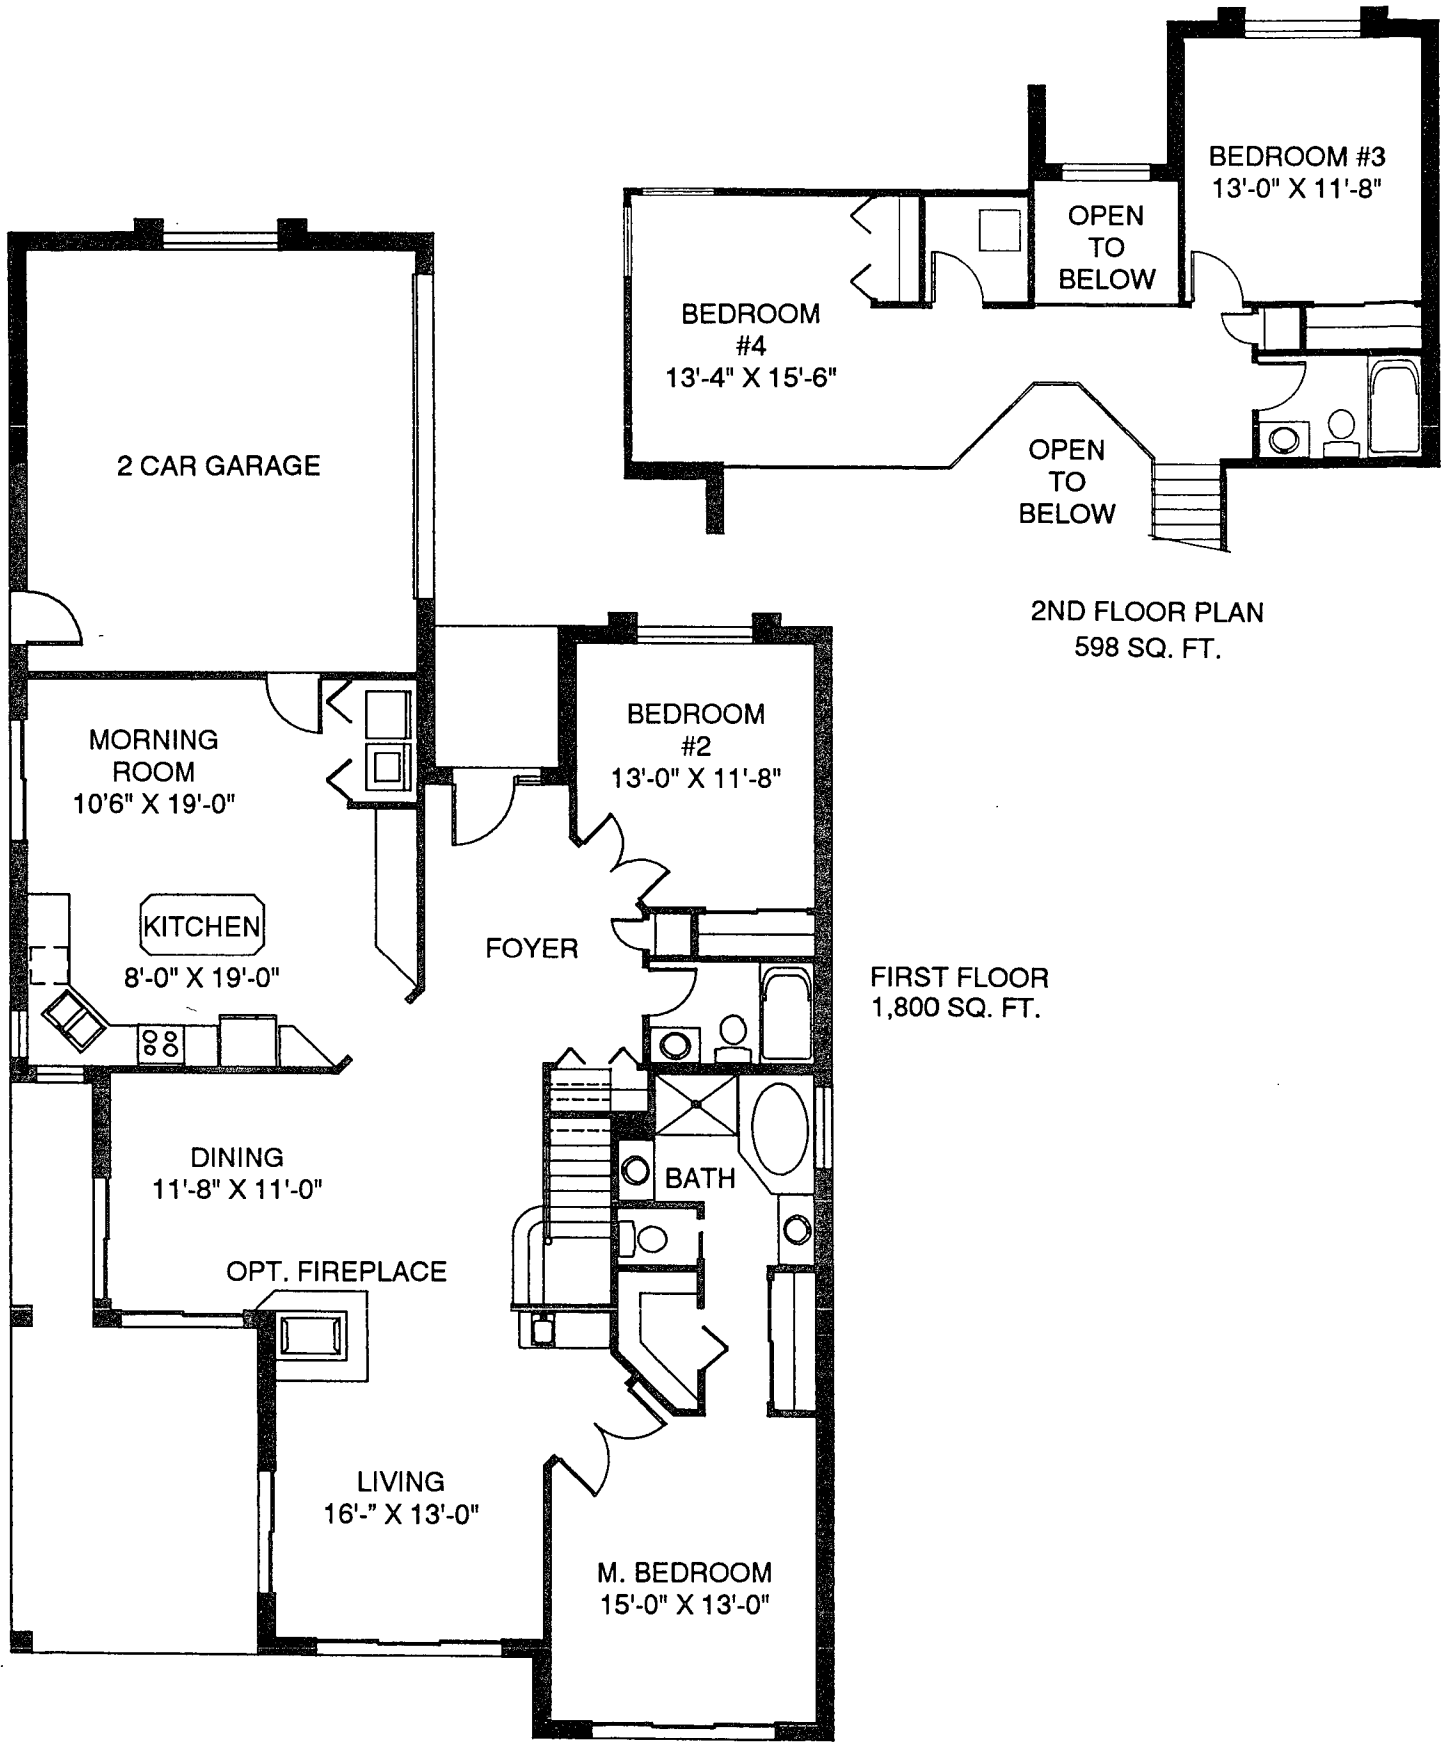 BEDROOM #3
13'-0" X 11'-8"
OPEN
TO
BELOW
BEDROOM
#4
13'-4" X 15'-6"
OPEN
TO
BELOW
2ND FLOOR PLAN
598 SQ. FT.
2 CAR GARAGE
BEDROOM
#2
13'-0" X 11'-8"
MORNING
ROOM
10'6" X 19'-0"
KITCHEN
8'-0" X 19'-0"
FOYER
FIRST FLOOR
1,800 SQ. FT.
DINING
11'-8" X 11'-0"
BATH
OPT. FIREPLACE
LIVING
16'-” X 13'-0"
M. BEDROOM
15'-0" X 13'-0"